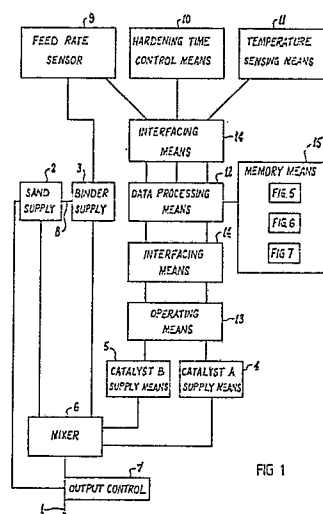 9
10
11
FEED RATE
SENSOR
HARDENING TIME
CONTROL MEANS
TEMPERATURE
SENSING MEANS
INTERFACING
MEANS
14
2
3
12
15
SAND
SUPPLY
BINDER
SUPPLY
8
DATA PROCESSING
MEANS
MEMORY MEANS
FIG 5
FIG 6
FIG 7
INTERFACING
MEANS
OPERATING
MEANS
13
5
4
CATALYST B
SUPPLY MEANS
CATALYST A
SUPPLY MEANS
6
MIXER
7
OUTPUT CONTROL
1
FIG 1